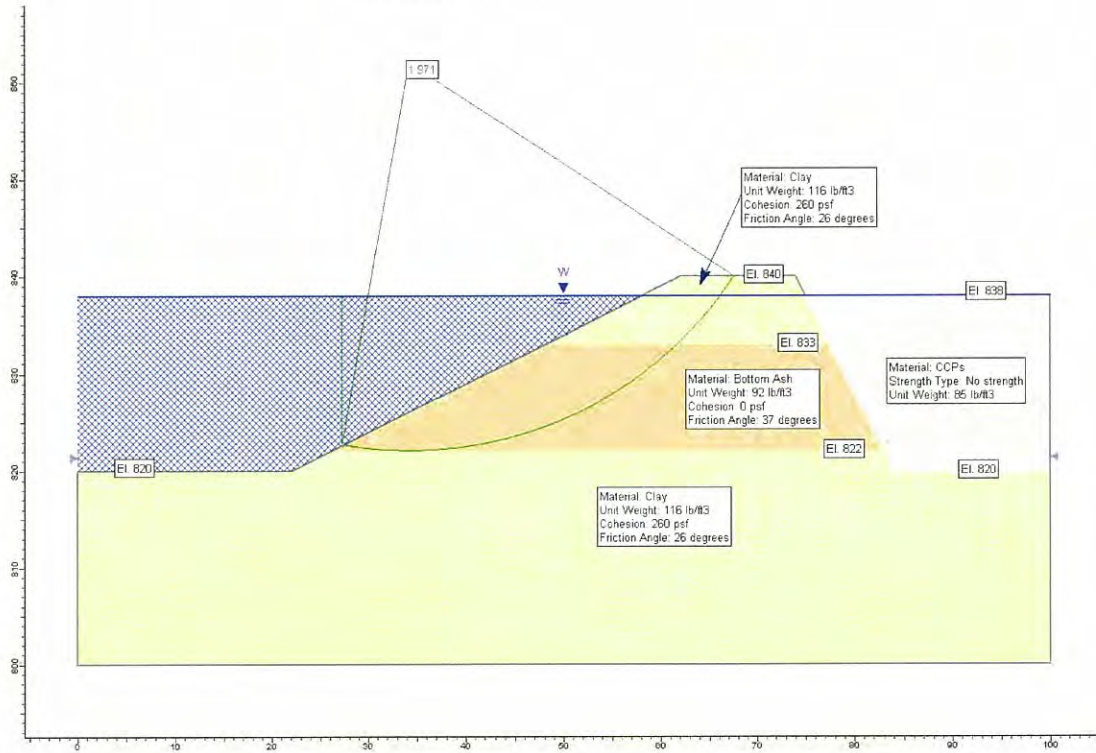 1.971
Material: Clay
Unit Weight: 116 lb/ft3
Cohesion: 260 psf
Friction Angle: 26 degrees
W
El. 840
El. 838
El. 833
Material: CCPs
Strength Type: No strength
Unit Weight: 85 lb/ft3
Material: Bottom Ash
Unit Weight: 92 lb/ft3
Cohesion: 0 psf
Friction Angle: 37 degrees
El. 822
El. 820
El. 820
Material: Clay
Unit Weight: 116 lb/ft3
Cohesion: 260 psf
Friction Angle: 26 degrees
860
850
840
830
820
810
800
0 10 20 30 40 50 60 70 80 90 100